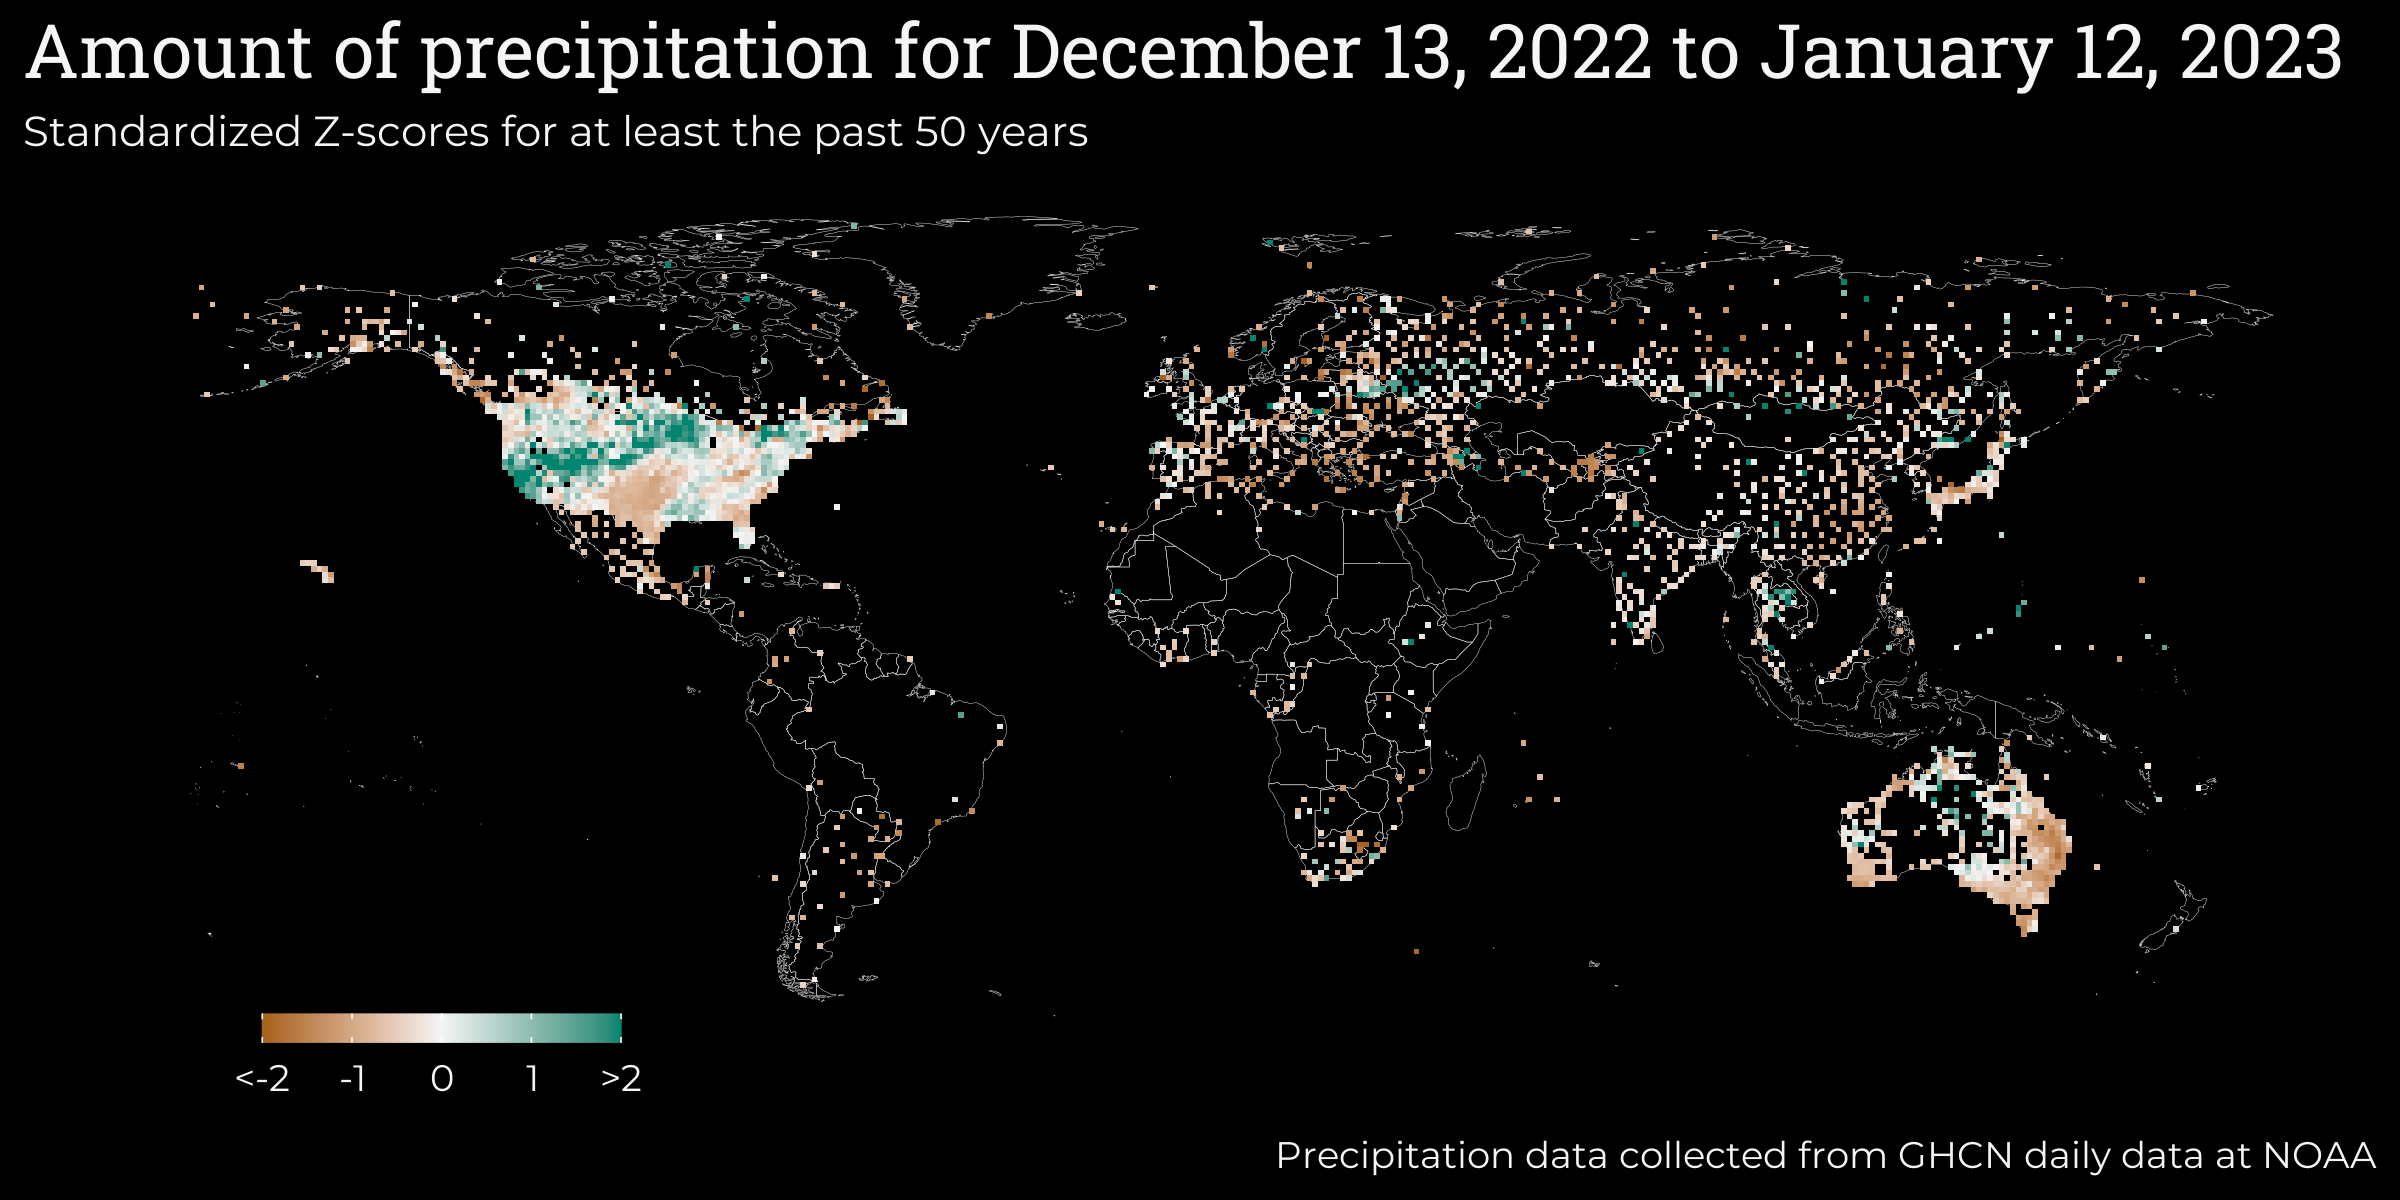 Amount of precipitation for December 13, 2022 to January 12, 2023
Standardized Z-scores for at least the past 50 years
<-2 -1 0 1 >2
Precipitation data collected from GHCN daily data at NOAA